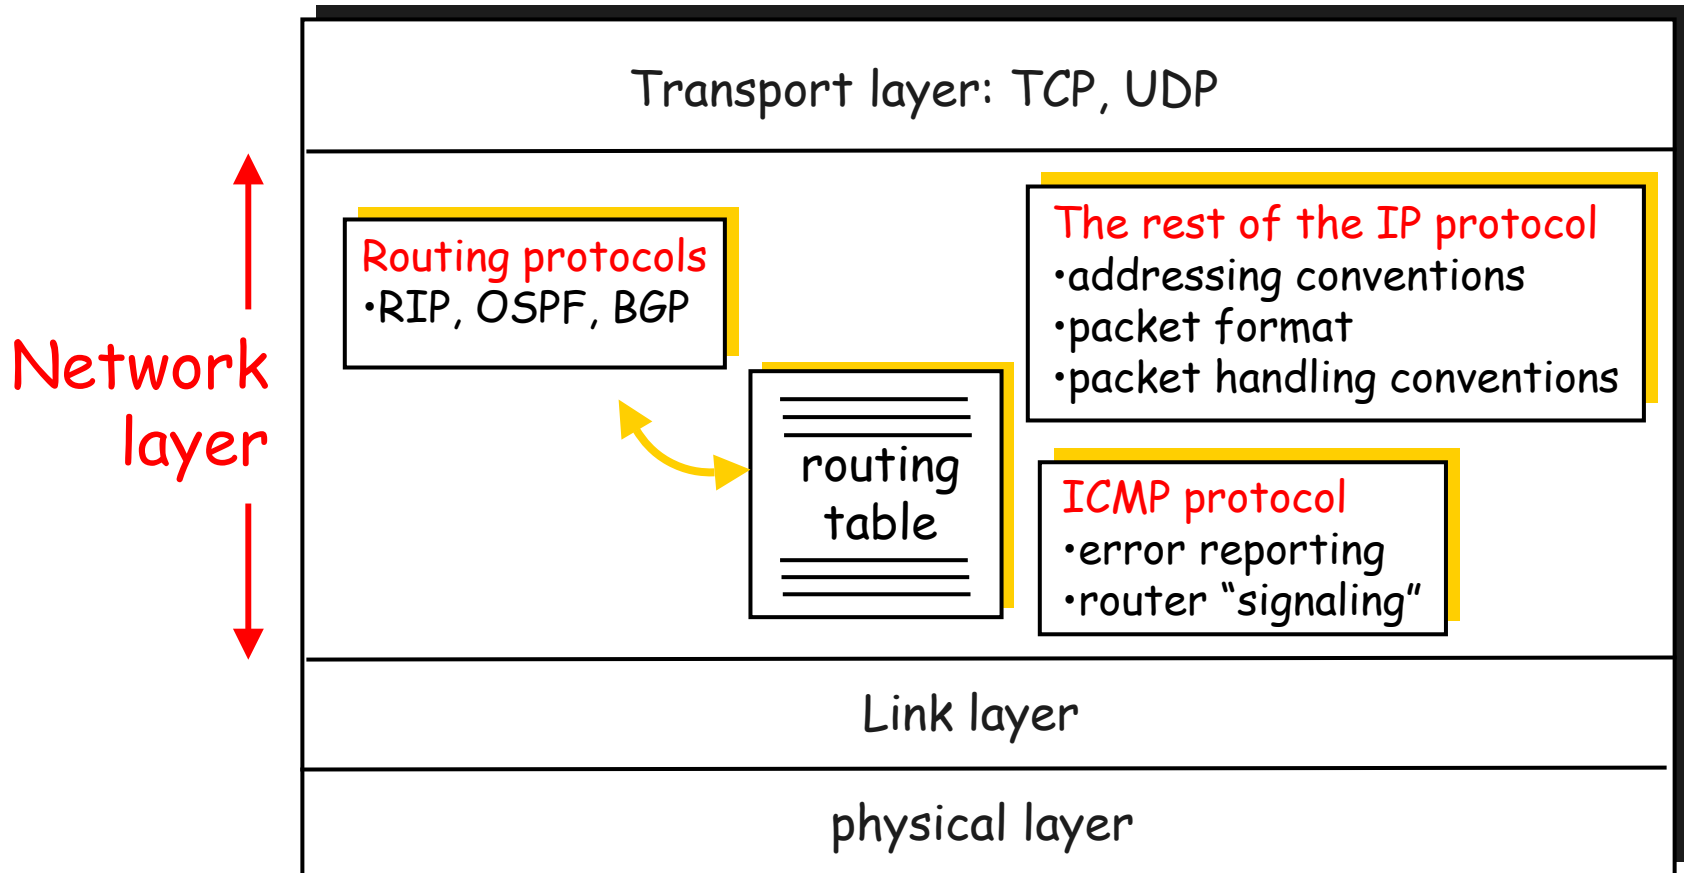 Transport layer: TCP, UDP
Network
layer
Routing protocols
•RIP, OSPF, BGP
routing
table
The rest of the IP protocol
•addressing conventions
•packet format
•packet handling conventions
ICMP protocol
•error reporting
•router “signaling”
Link layer
physical layer